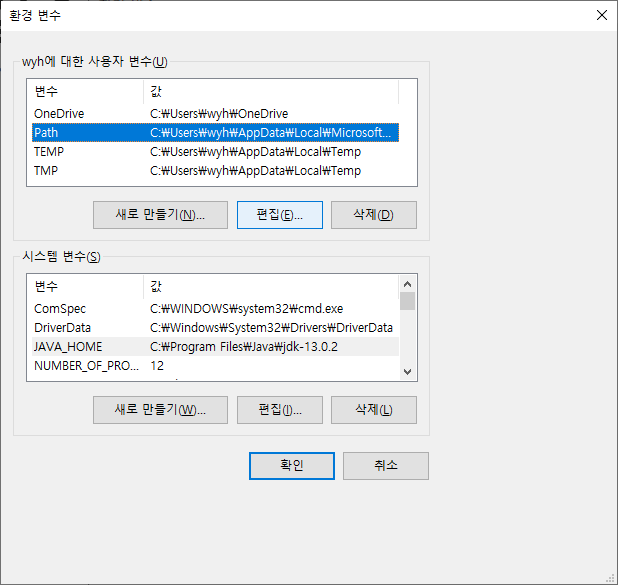 환경 변수
wyh에 대한 사용자 변수(U)
변수 값
OneDrive C:₩Users₩wyh₩OneDrive
Path C:₩Users₩wyh₩AppData₩Local₩Microsoft...
TEMP C:₩Users₩wyh₩AppData₩Local₩Temp
TMP C:₩Users₩wyh₩AppData₩Local₩Temp
새로 만들기(N)... 편집(E)... 삭제(D)
시스템 변수(S)
변수 값
ComSpec C:₩WINDOWS₩system32₩cmd.exe
DriverData C:₩Windows₩System32₩Drivers₩DriverData
JAVA_HOME C:₩Program Files₩Java₩jdk-13.0.2
NUMBER_OF_PRO... 12
새로 만들기(W)... 편집(I)... 삭제(L)
확인 취소